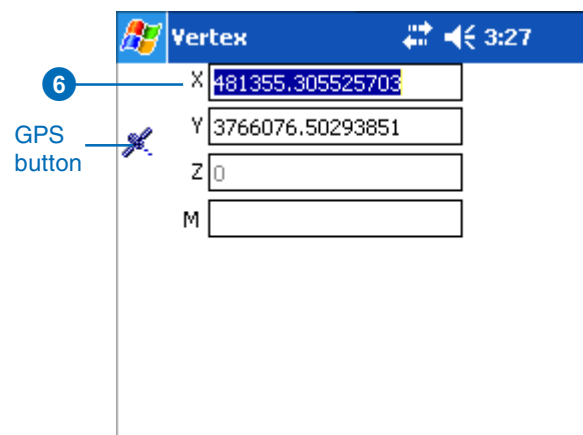 Vertex 3:27
6 X 481355.305525703
GPS button
Y 3766076.50293851
Z 0
M